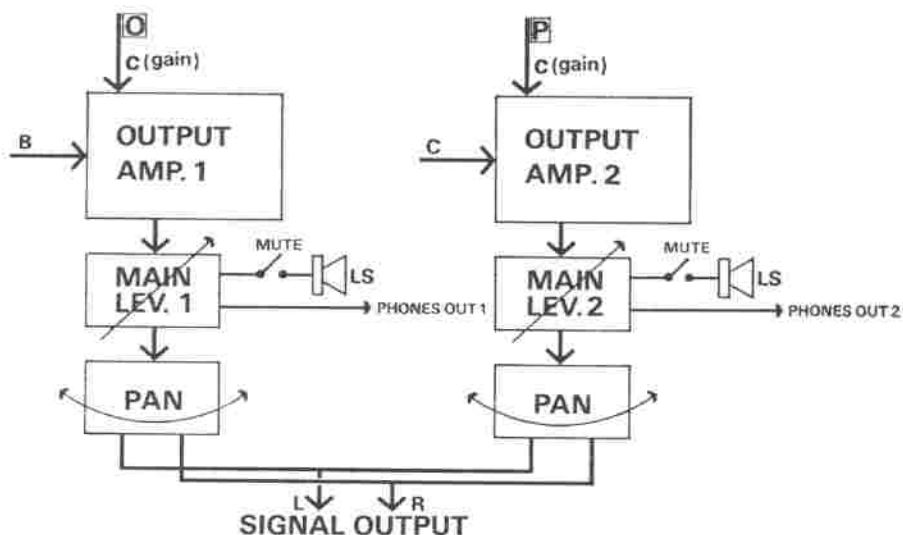 O
C (gain)
B
OUTPUT
AMP. 1
MUTE
LS
MAIN
LEV. 1
PHONES OUT 1
PAN
P
C (gain)
C
OUTPUT
AMP. 2
MUTE
LS
MAIN
LEV. 2
PHONES OUT 2
PAN
L
R
SIGNAL OUTPUT